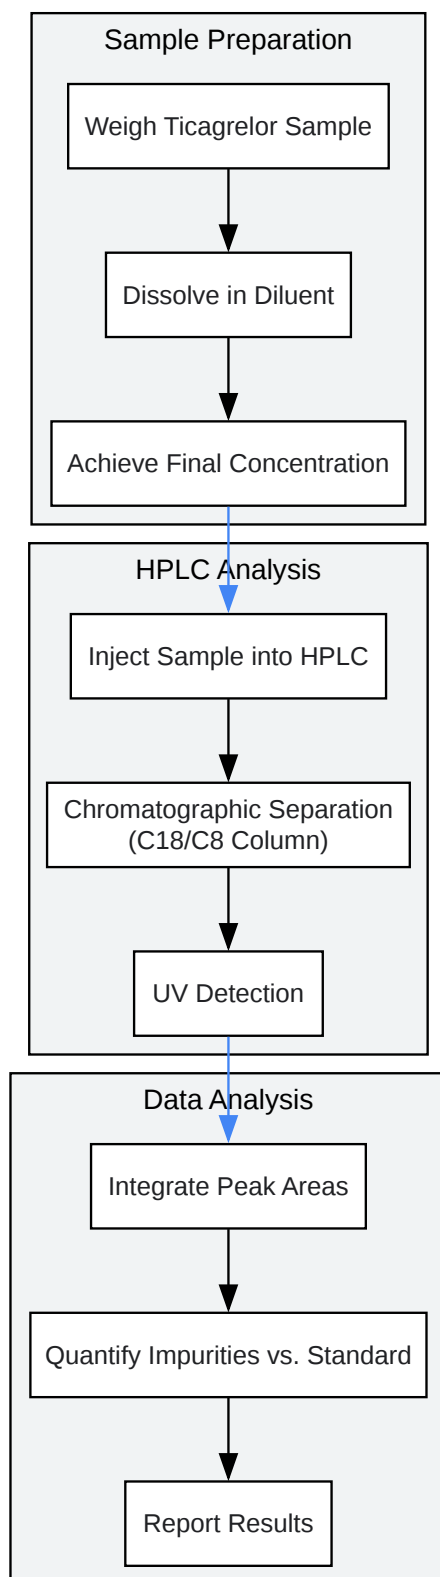 Sample Preparation
Weigh Ticagrelor Sample
Dissolve in Diluent
Achieve Final Concentration
HPLC Analysis
Inject Sample into HPLC
Chromatographic Separation
(C18/C8 Column)
UV Detection
Data Analysis
Integrate Peak Areas
Quantify Impurities vs. Standard
Report Results